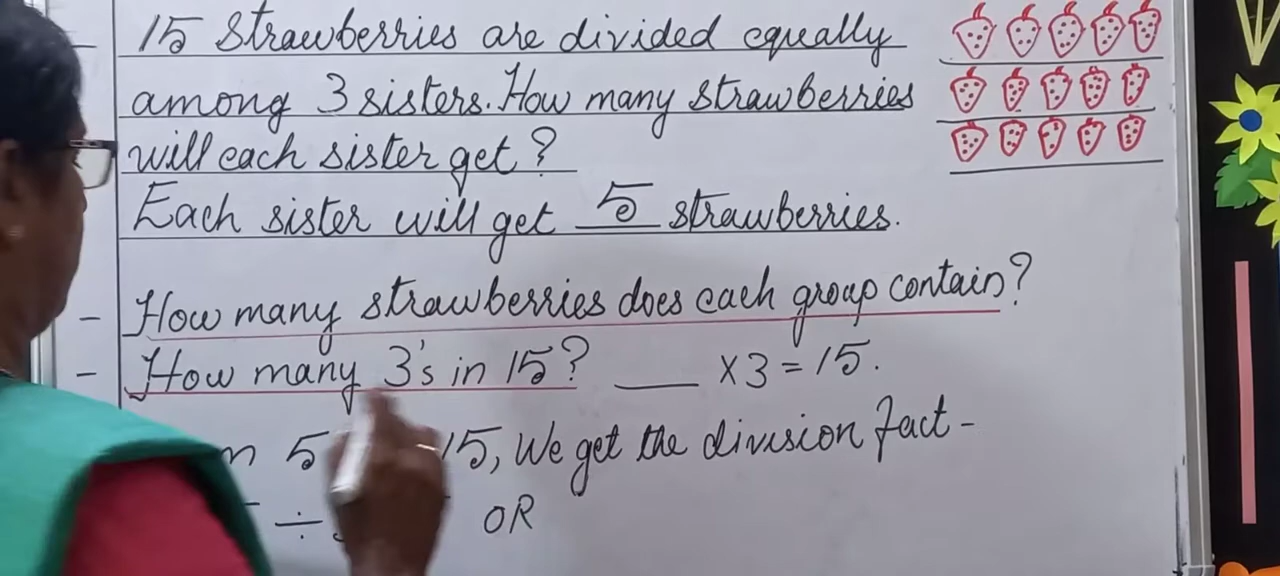 - 15 strawberries are divided equally
among 3 sisters. How many strawberries
will each sister get?
Each sister will get 5 strawberries.
- How many strawberries does each group contain?
- How many 3's in 15? ___ x3 = 15.
5 15, We get the division fact -
÷ OR